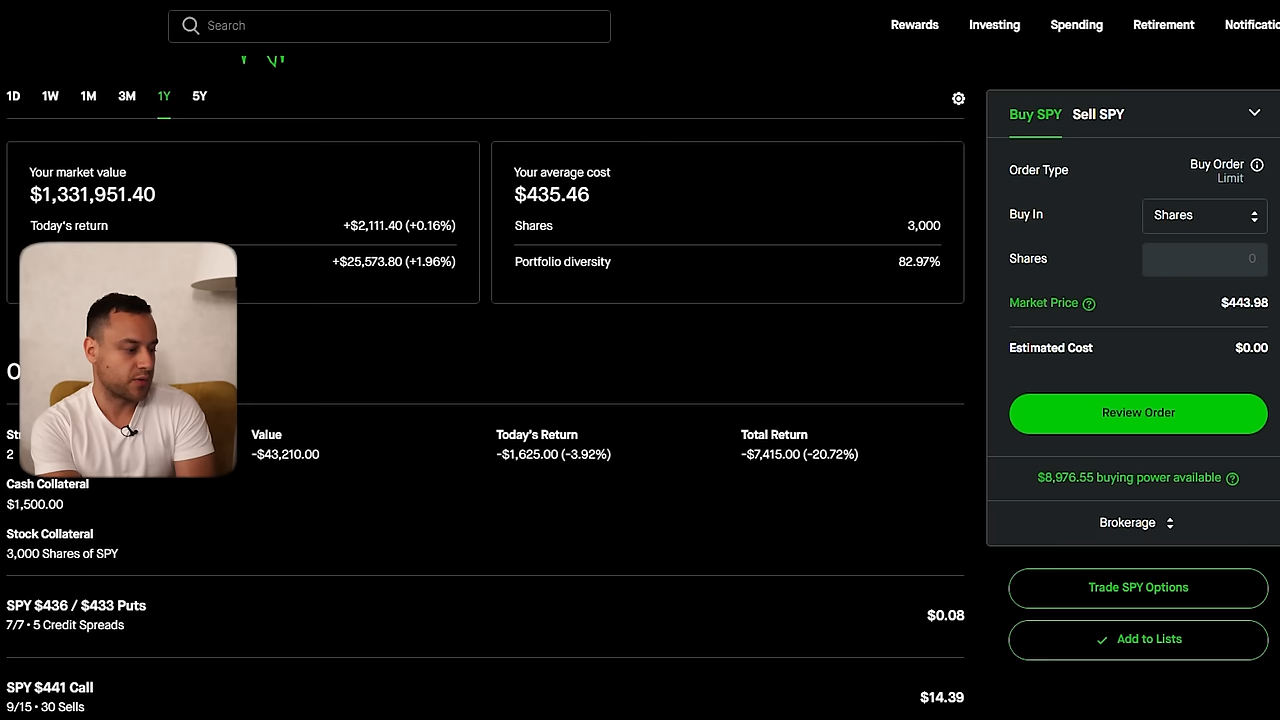 Search
Rewards
Investing
Spending
Retirement
1D 1W 1M 3M 1Y 5Y
Your market value
$1,331,951.40
Today's return +$2,111.40 (+0.16%)
+$25,573.80 (+1.96%)
Your average cost
$435.46
Shares 3,000
Portfolio diversity 82.97%
Buy SPY Sell SPY
Order Type
Buy Order
Limit
Buy In Shares
Shares 0
Market Price $443.98
Estimated Cost $0.00
Review Order
$8,976.55 buying power available
Brokerage
Trade SPY Options
Add to Lists
Value Today's Return Total Return
2 -$43,210.00 -$1,625.00 (-3.92%) -$7,415.00 (-20.72%)
Cash Collateral
$1,500.00
Stock Collateral
3,000 Shares of SPY
SPY $436 / $433 Puts $0.08
7/7 • 5 Credit Spreads
SPY $441 Call $14.39
9/15 • 30 Sells